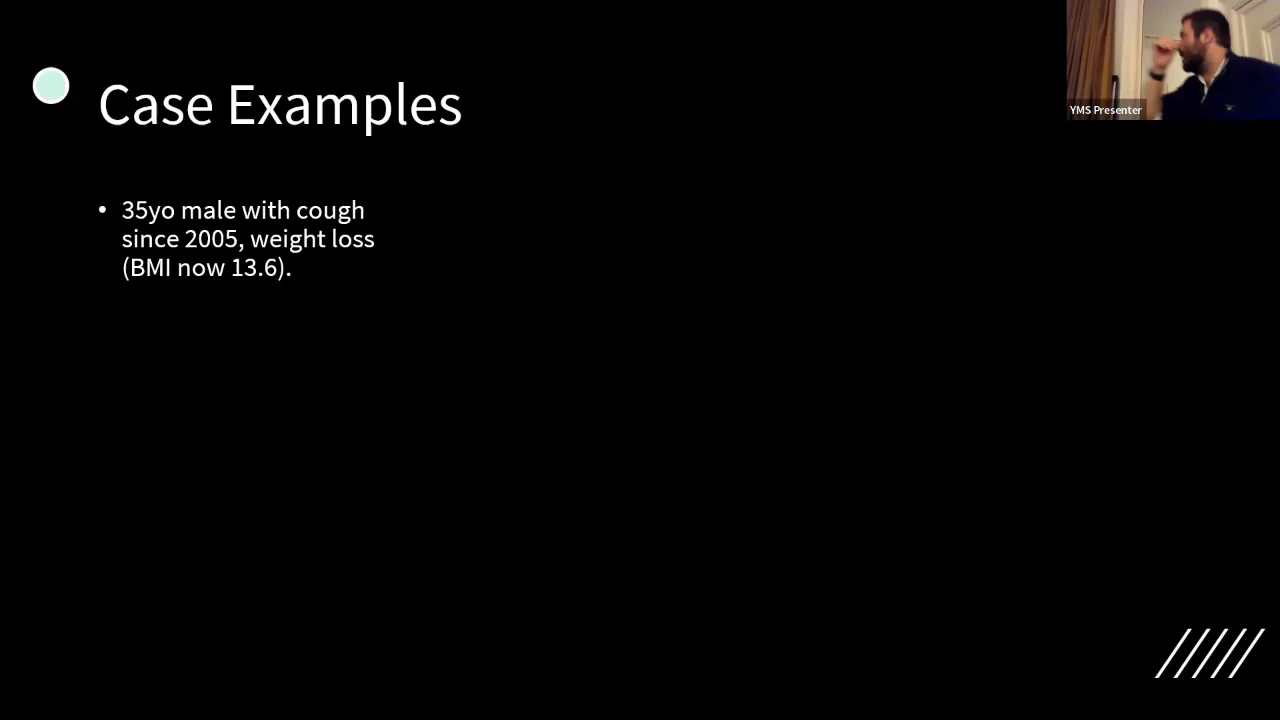 YMS Presenter
Case Examples
• 35yo male with cough
since 2005, weight loss
(BMI now 13.6).